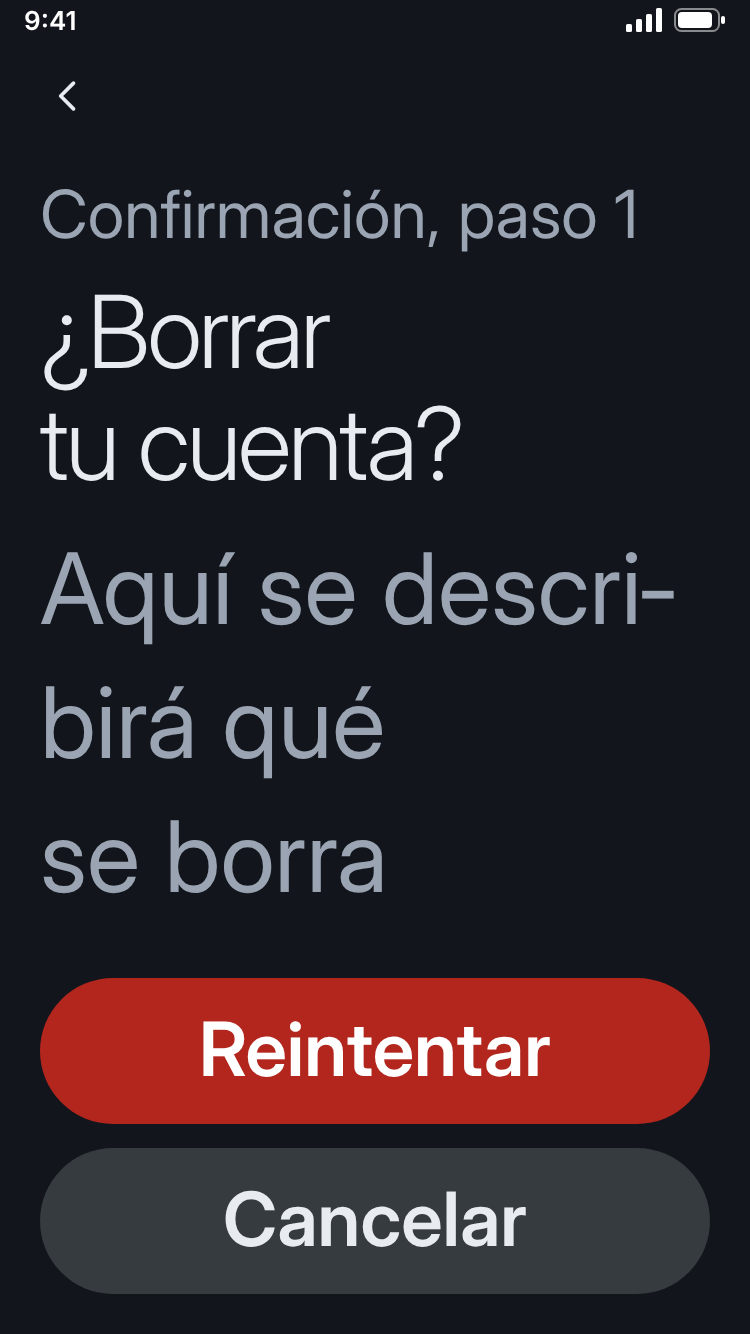 9:41
Confirmación, paso 1
¿Borrar
tu cuenta?
Aquí se descri-
birá qué
se borra
Reintentar
Cancelar